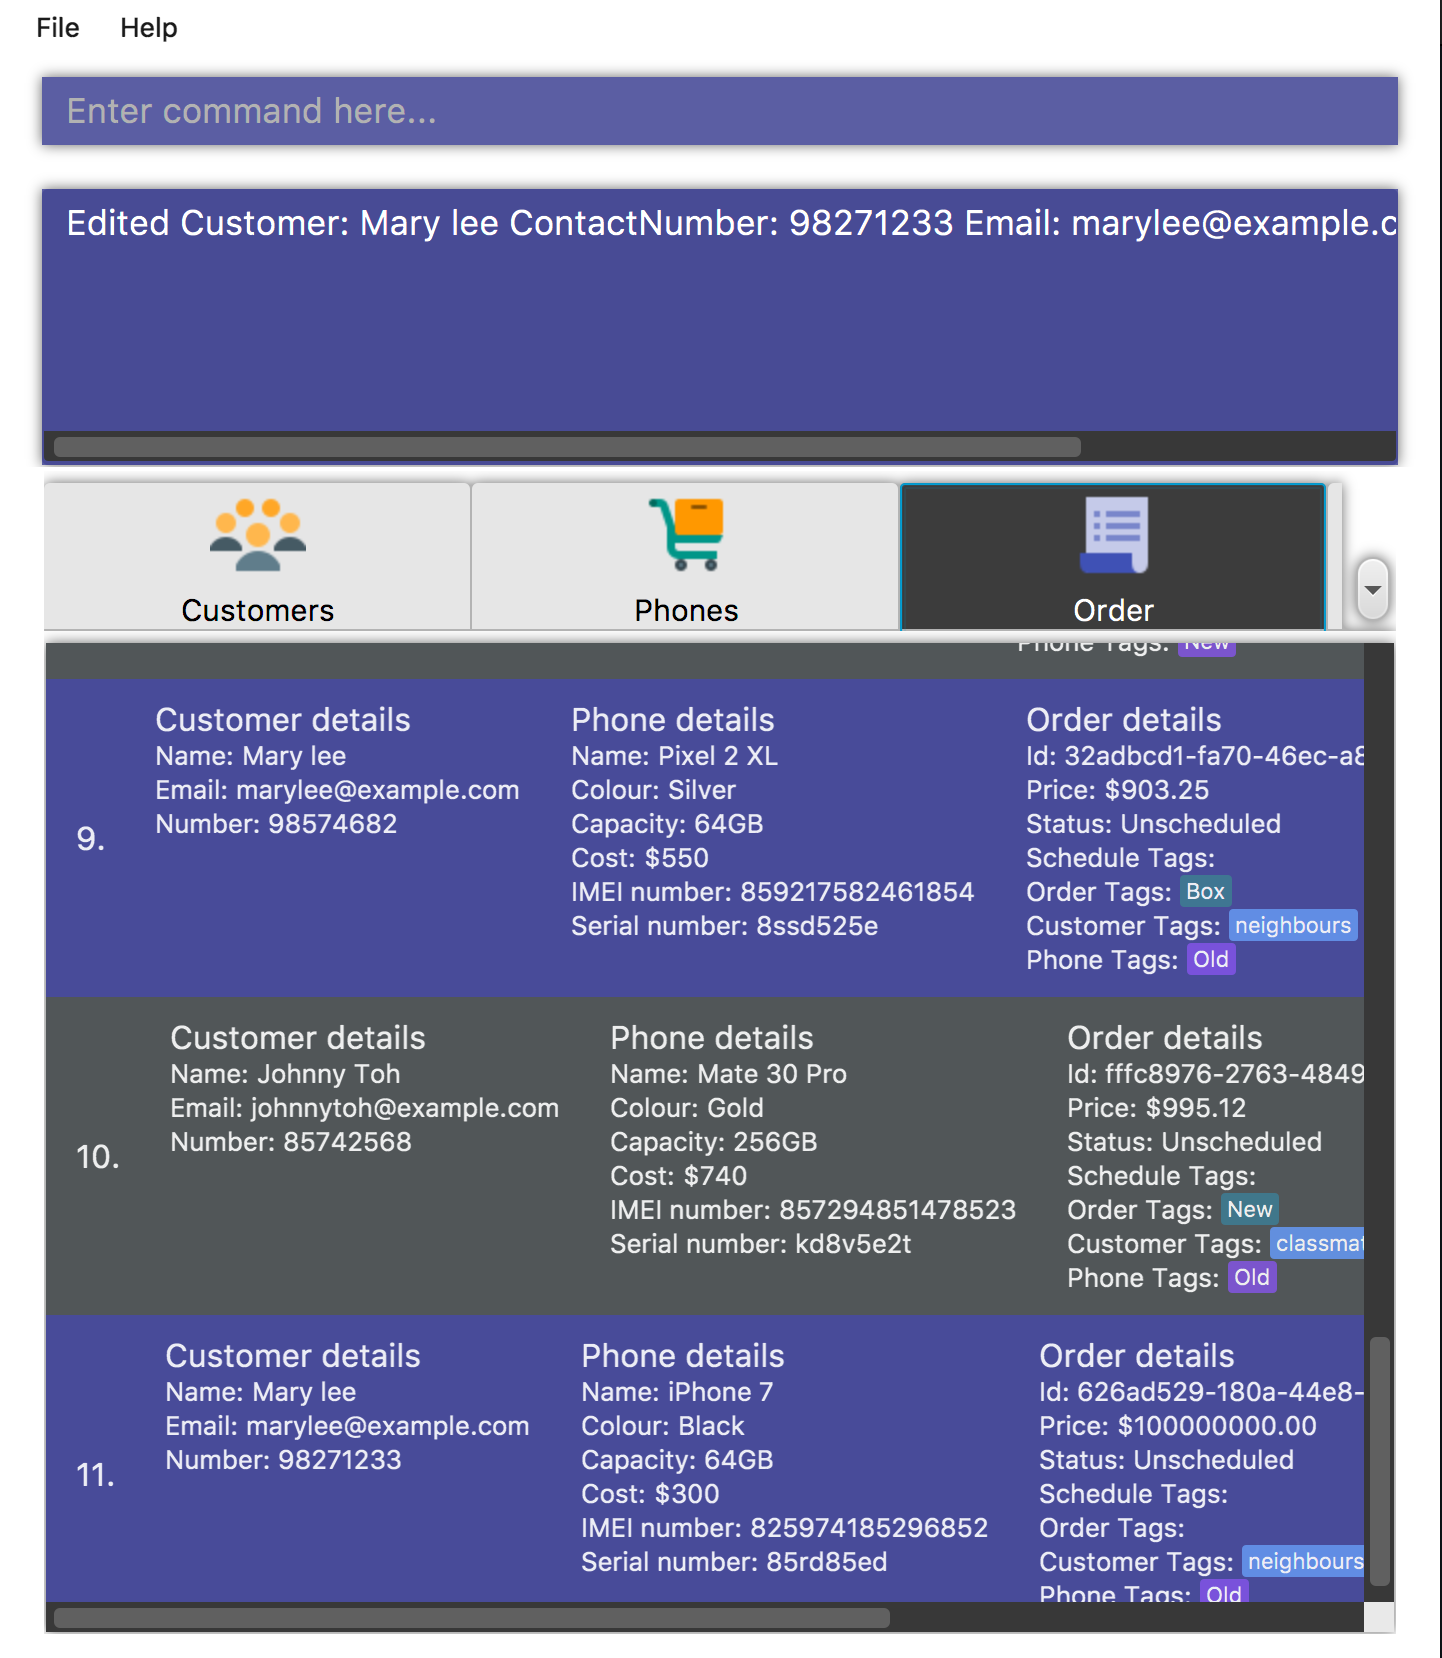 File Help
Enter command here...
Edited Customer: Mary lee ContactNumber: 98271233 Email: marylee@example.c
Customers Phones Order
Phone Tags: New
9.
Customer details
Name: Mary lee
Email: marylee@example.com
Number: 98574682
Phone details
Name: Pixel 2 XL
Colour: Silver
Capacity: 64GB
Cost: $550
IMEI number: 859217582461854
Serial number: 8ssd525e
Order details
Id: 32adbcd1-fa70-46ec-a8
Price: $903.25
Status: Unscheduled
Schedule Tags:
Order Tags: Box
Customer Tags: neighbours
Phone Tags: Old
10.
Customer details
Name: Johnny Toh
Email: johnnytoh@example.com
Number: 85742568
Phone details
Name: Mate 30 Pro
Colour: Gold
Capacity: 256GB
Cost: $740
IMEI number: 857294851478523
Serial number: kd8v5e2t
Order details
Id: fffc8976-2763-4849
Price: $995.12
Status: Unscheduled
Schedule Tags:
Order Tags: New
Customer Tags: classmat
Phone Tags: Old
11.
Customer details
Name: Mary lee
Email: marylee@example.com
Number: 98271233
Phone details
Name: iPhone 7
Colour: Black
Capacity: 64GB
Cost: $300
IMEI number: 825974185296852
Serial number: 85rd85ed
Order details
Id: 626ad529-180a-44e8-
Price: $100000000.00
Status: Unscheduled
Schedule Tags:
Order Tags:
Customer Tags: neighbours
Phone Tags: Old